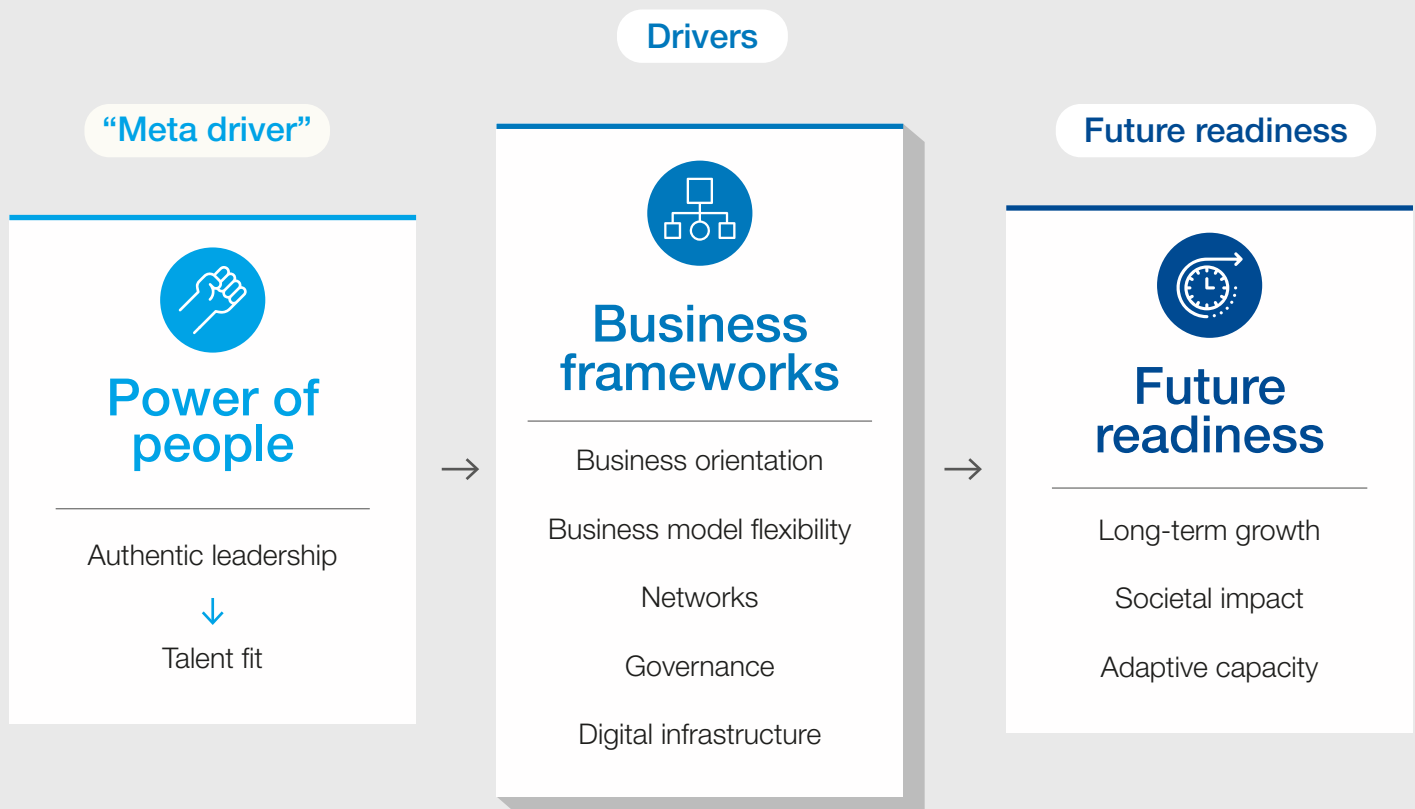 Drivers
“Meta driver”
Power of
people
Authentic leadership
↓
Talent fit
→
Business
frameworks
Business orientation
Business model flexibility
Networks
Governance
Digital infrastructure
→
Future readiness
Future
readiness
Long-term growth
Societal impact
Adaptive capacity